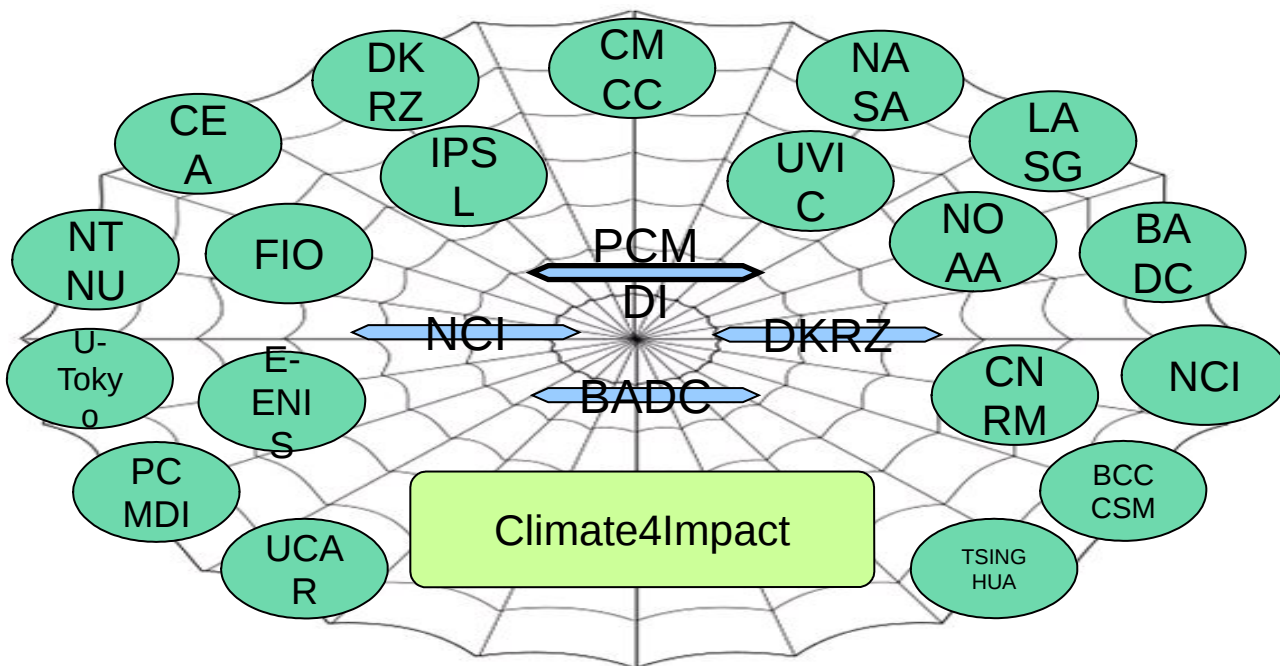 DK
RZ
CM
CC
NA
SA
CE
A
IPS
L
UVI
C
LA
SG
NT
NU
FIO
PCM
DI
NO
AA
BA
DC
NCI
DKRZ
U-
Toky
o
E-
ENI
S
BADC
CN
RM
NCI
PC
MDI
UCA
R
Climate4Impact
BCC
CSM
TSING
HUA